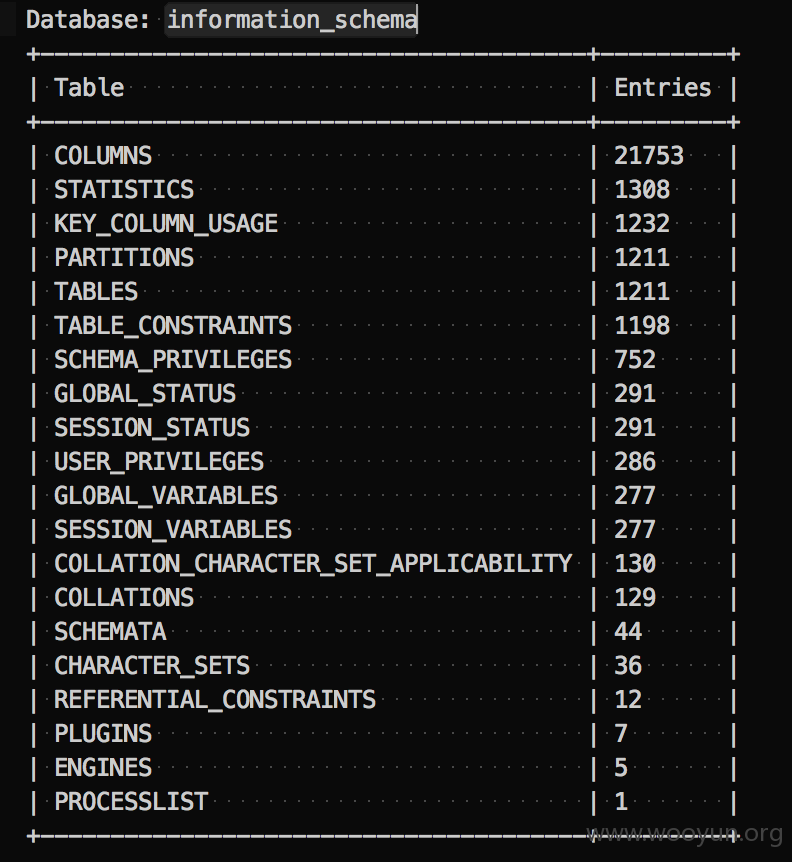 Database: information_schema
+----------------------------------------+----------+
| Table                                  | Entries  |
+----------------------------------------+----------+
| COLUMNS                                | 21753    |
| STATISTICS                             | 1308     |
| KEY_COLUMN_USAGE                       | 1232     |
| PARTITIONS                             | 1211     |
| TABLES                                 | 1211     |
| TABLE_CONSTRAINTS                      | 1198     |
| SCHEMA_PRIVILEGES                      | 752      |
| GLOBAL_STATUS                          | 291      |
| SESSION_STATUS                         | 291      |
| USER_PRIVILEGES                        | 286      |
| GLOBAL_VARIABLES                       | 277      |
| SESSION_VARIABLES                      | 277      |
| COLLATION_CHARACTER_SET_APPLICABILITY  | 130      |
| COLLATIONS                             | 129      |
| SCHEMATA                               | 44       |
| CHARACTER_SETS                         | 36       |
| REFERENTIAL_CONSTRAINTS                | 12       |
| PLUGINS                                | 7        |
| ENGINES                                | 5        |
| PROCESSLIST                            | 1        |
+----------------------------------------+----------+
www.wooyun.org